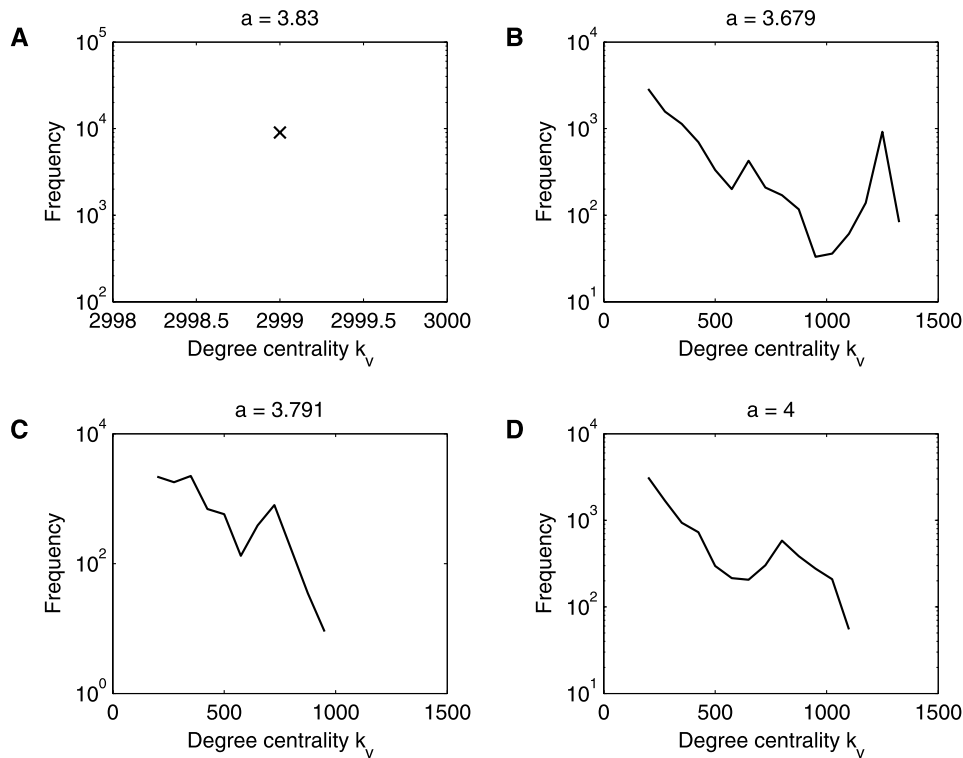 A
a = 3.83
10^5
10^4
10^3
10^2
Frequency
2998
2998.5
2999
2999.5
3000
Degree centrality k_v
B
a = 3.679
10^4
10^3
10^2
10^1
Frequency
0
500
1000
1500
Degree centrality k_v
C
a = 3.791
10^4
10^2
10^0
Frequency
0
500
1000
1500
Degree centrality k_v
D
a = 4
10^4
10^3
10^2
10^1
Frequency
0
500
1000
1500
Degree centrality k_v